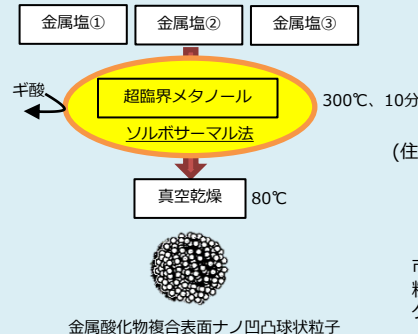 金属塩① 金属塩② 金属塩③
ギ酸
超臨界メタノール
300℃、10分
ソルボサーマル法
(住
真空乾燥 80℃
金属酸化物複合表面ナノ凹凸球状粒子